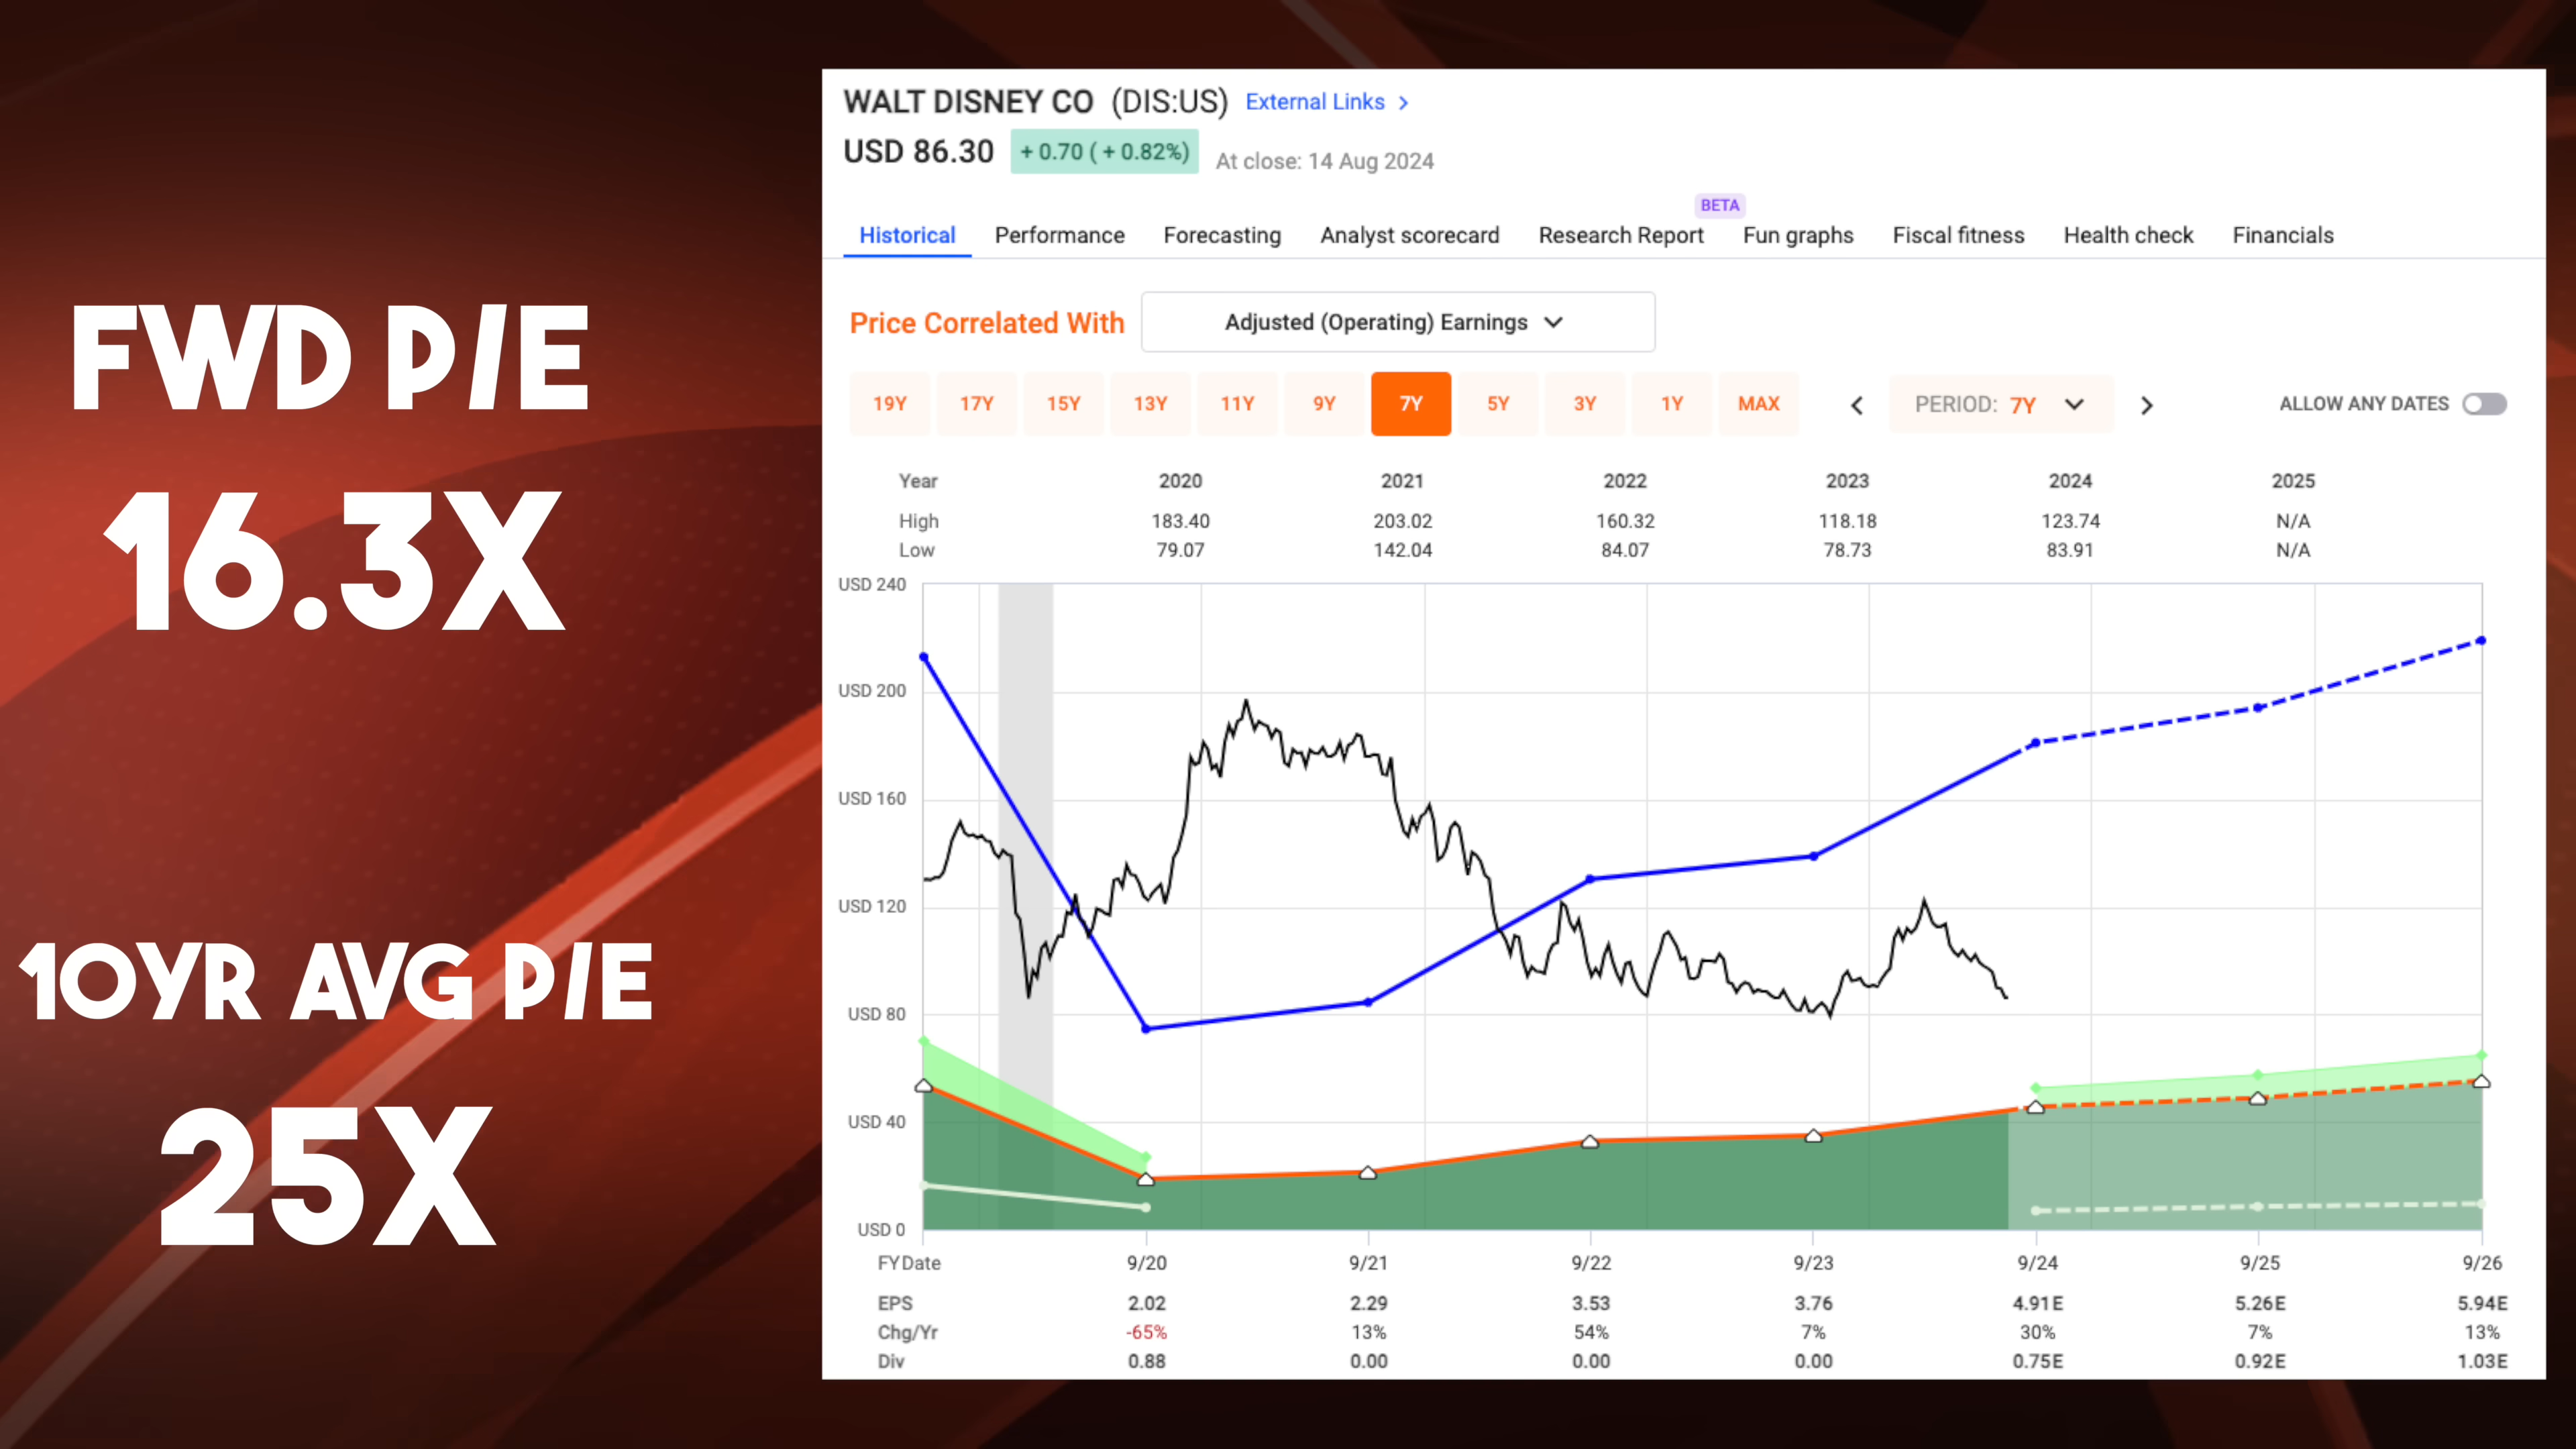 FWD P/E
16.3X
10YR AVG P/E
25X
WALT DISNEY CO (DIS:US) External Links >
USD 86.30 + 0.70 ( + 0.82%) At close: 14 Aug 2024
BETA
Historical Performance Forecasting Analyst scorecard Research Report Fun graphs Fiscal fitness Health check Financials
Price Correlated With Adjusted (Operating) Earnings
19Y 17Y 15Y 13Y 11Y 9Y 7Y 5Y 3Y 1Y MAX < PERIOD: 7Y > ALLOW ANY DATES
Year 2020 2021 2022 2023 2024 2025
High 183.40 203.02 160.32 118.18 123.74 N/A
Low 79.07 142.04 84.07 78.73 83.91 N/A
USD 240
USD 200
USD 160
USD 120
USD 80
USD 40
USD 0
FYDate 9/20 9/21 9/22 9/23 9/24 9/25 9/26
EPS 2.02 2.29 3.53 3.76 4.91E 5.26E 5.94E
Chg/Yr -65% 13% 54% 7% 30% 7% 13%
Div 0.88 0.00 0.00 0.00 0.75E 0.92E 1.03E